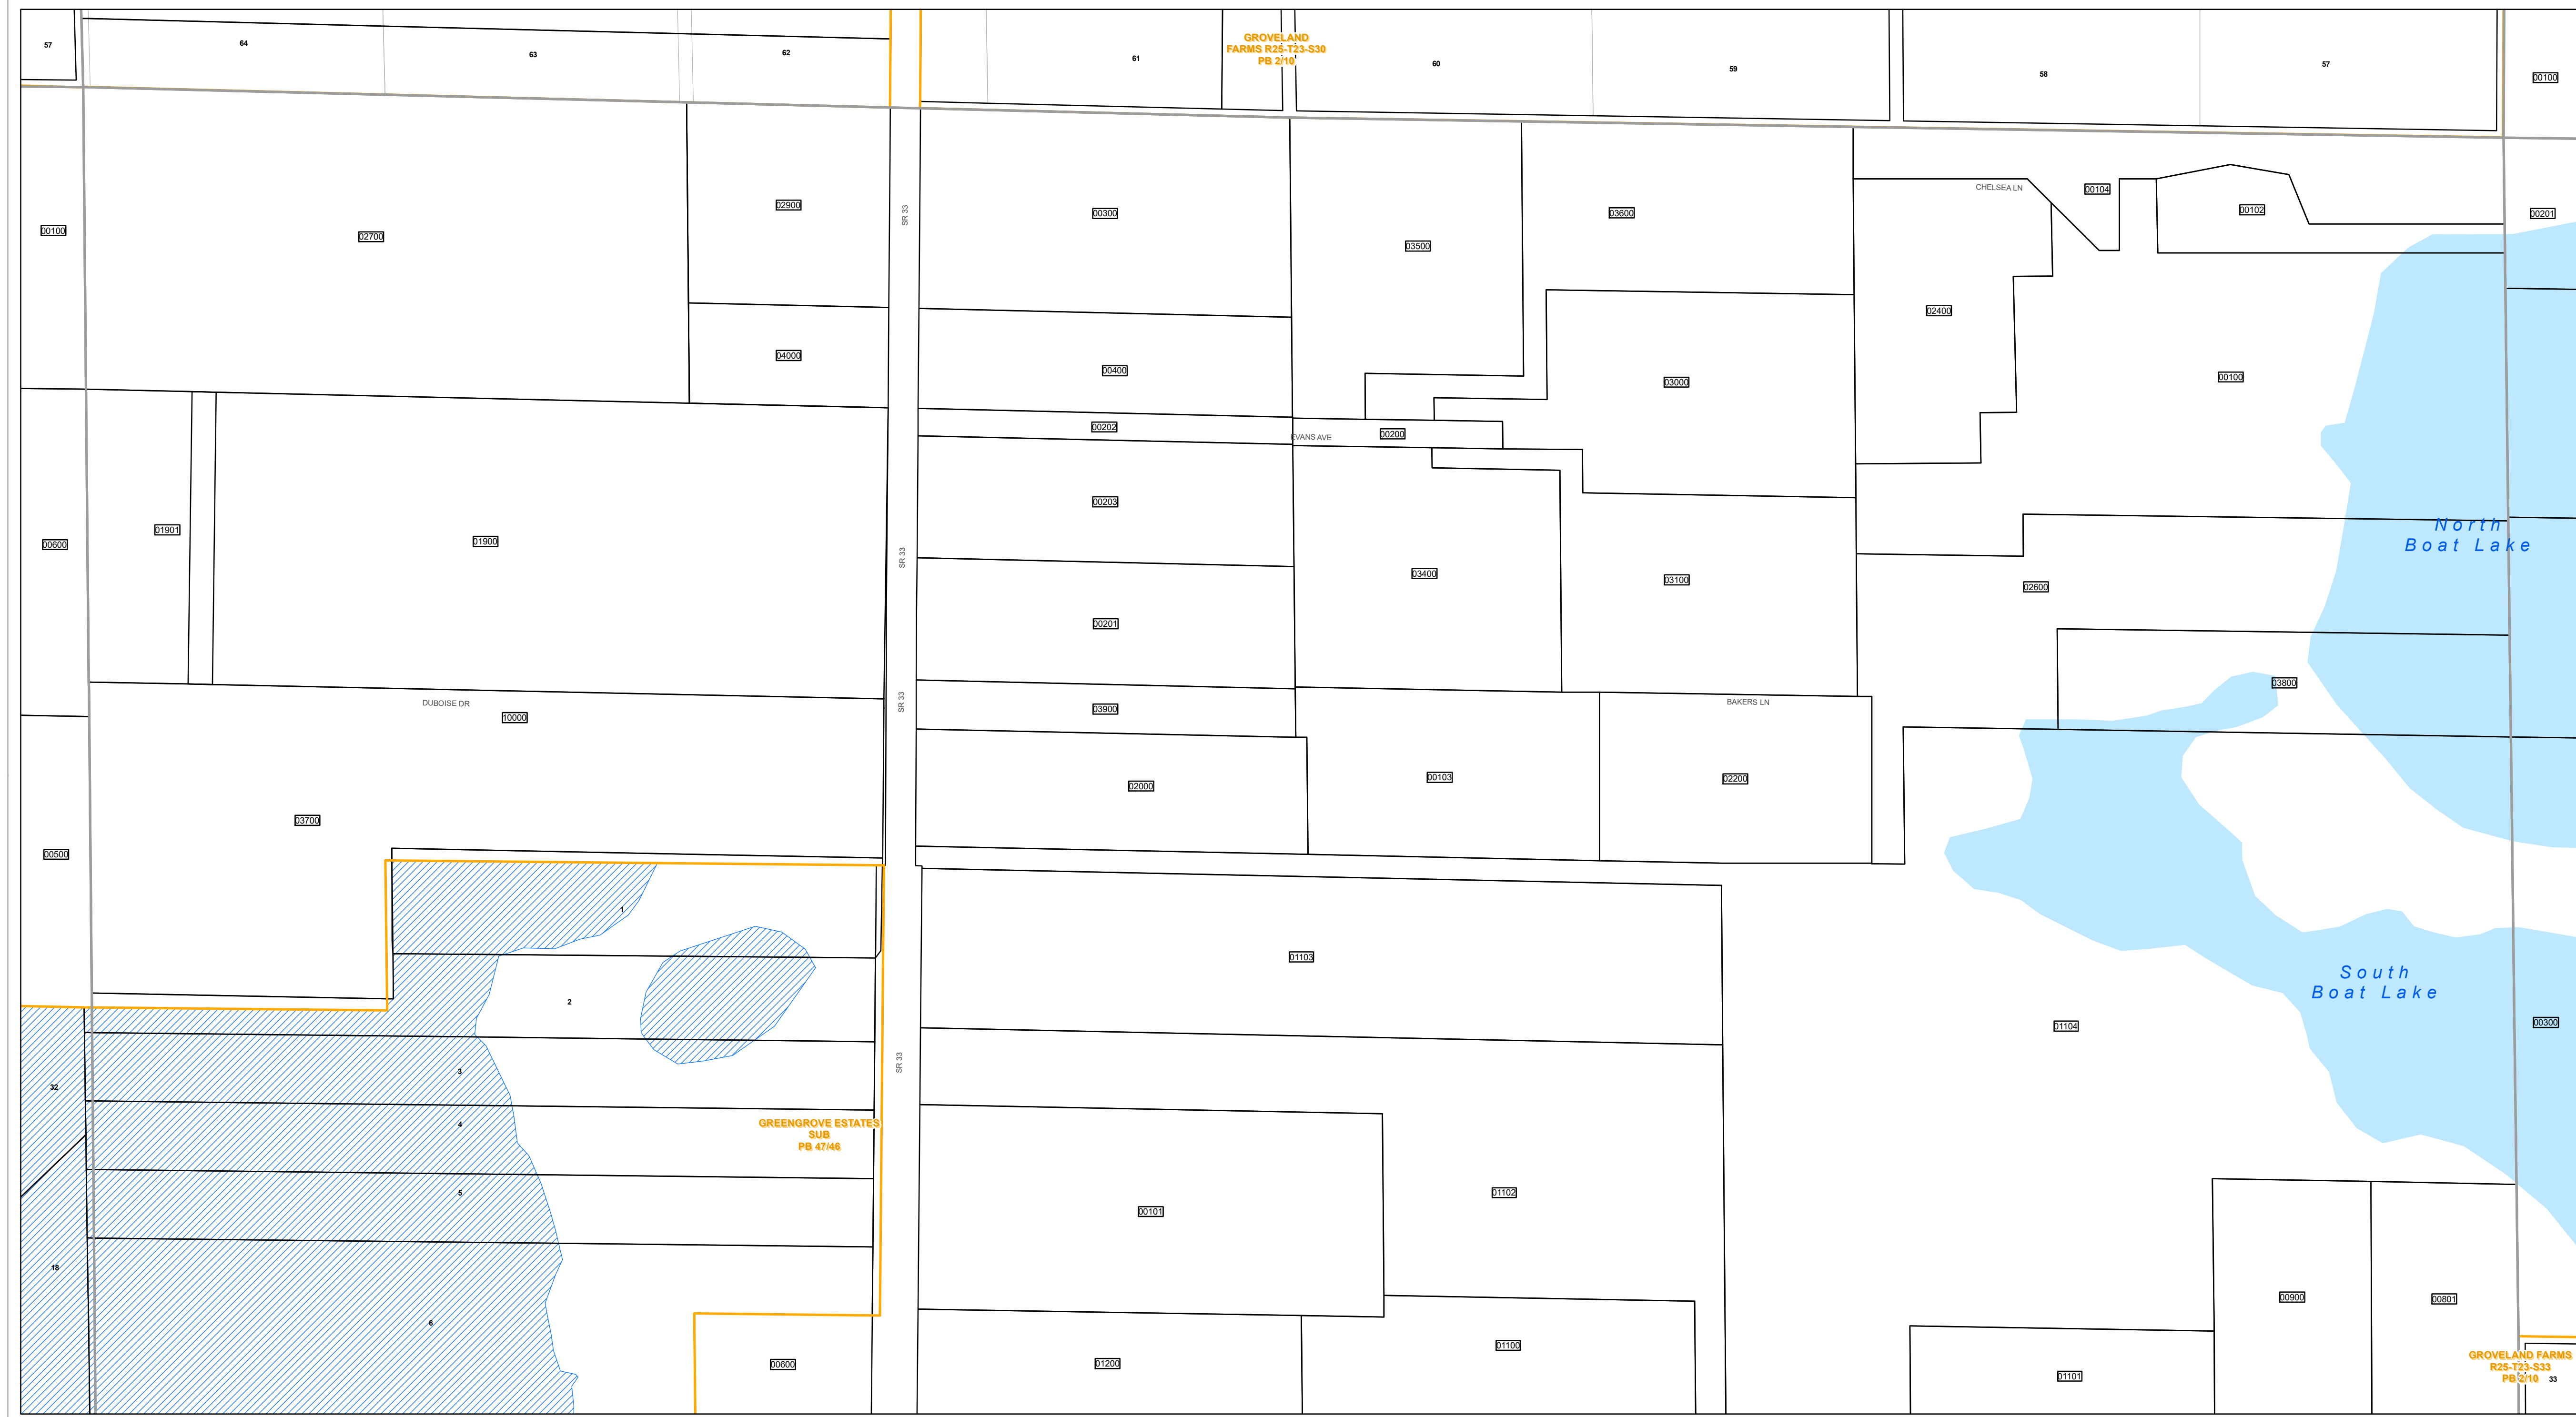 57
64
63
62
61
GROVELAND
FARMS R25-T23-S30
PB 2/10
60
59
58
57
00100
00100
02700
02900
SR 33
00300
03500
03600
CHELSEA LN
00104
00102
00201
04000
00400
03000
02400
00100
00202
EVANS AVE
00200
00600
01901
01900
SR 33
00203
03400
03100
02600
North
Boat Lake
00201
03800
DUBOISE DR
10000
SR 33
03900
BAKERS LN
02000
00103
02200
03700
00500
1
01103
South
Boat Lake
2
01104
00300
32
3
SR 33
4
GREENGROVE ESTATES
SUB
PB 47/46
5
00101
01102
18
6
00900
00801
00600
01200
01100
01101
GROVELAND FARMS
R25-T23-S33
PB 2/10
33